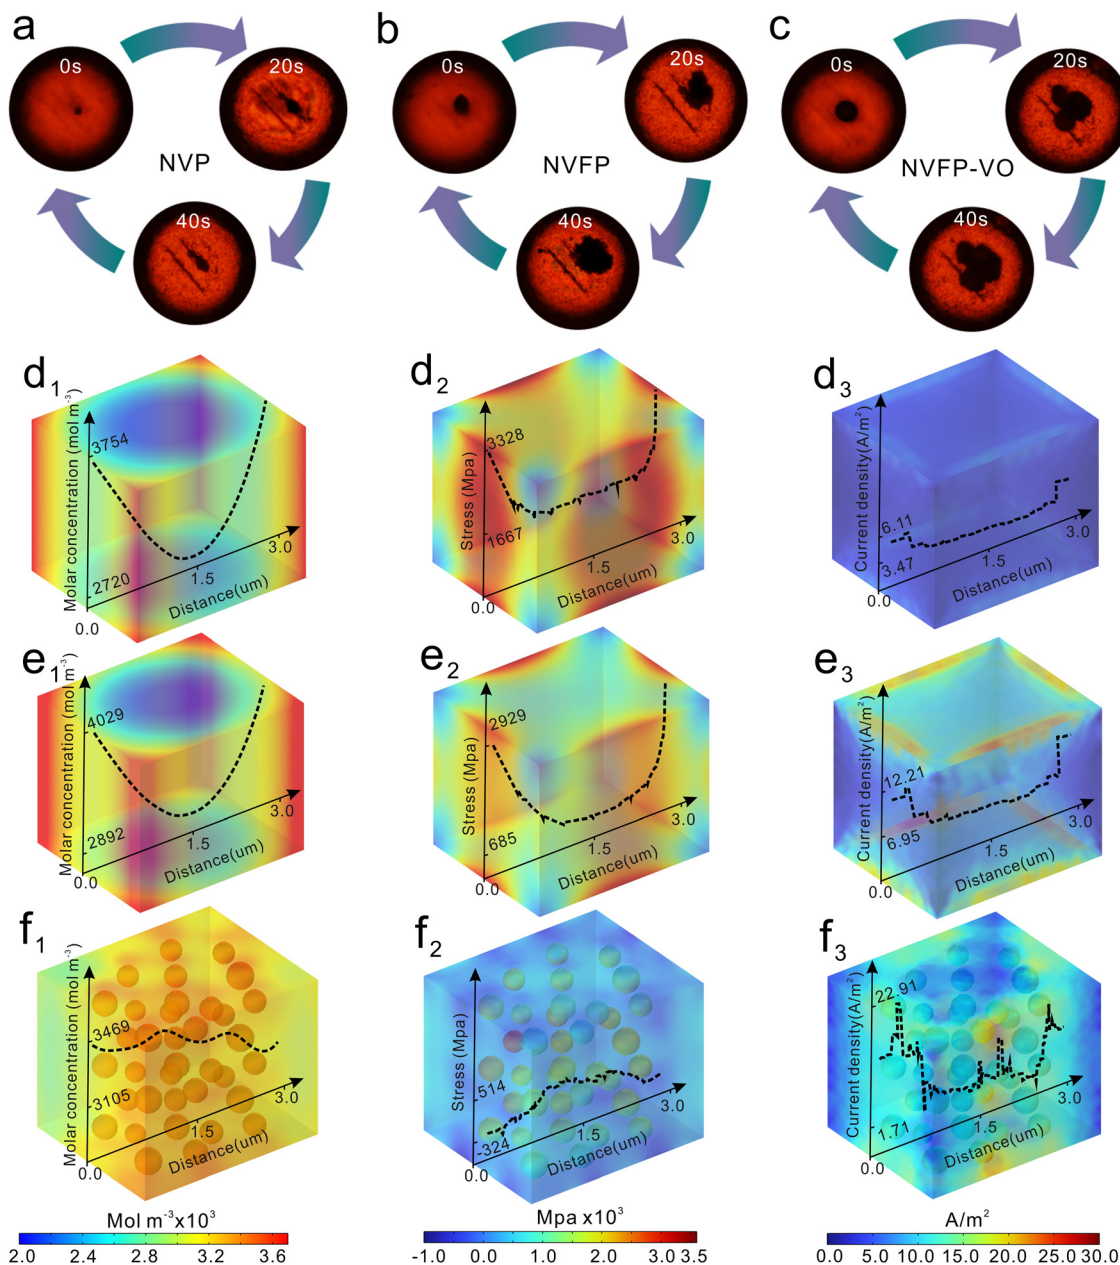 a
0s
20s
NVP
40s
b
0s
20s
NVFP
40s
c
0s
20s
NVFP-VO
40s
d1
Molar concentration (mol m⁻³)
3754
2720
0.0
1.5
3.0
Distance(um)
d2
Stress (Mpa)
3328
1667
0.0
1.5
3.0
Distance(um)
d3
Current density(A/m²)
6.11
3.47
0.0
1.5
3.0
Distance(um)
e1
Molar concentration (mol m⁻³)
4029
2892
0.0
1.5
3.0
Distance(um)
e2
Stress (Mpa)
2929
685
0.0
1.5
3.0
Distance(um)
e3
Current density(A/m²)
12.21
6.95
0.0
1.5
3.0
Distance(um)
f1
Molar concentration (mol m⁻³)
3469
3105
0.0
1.5
3.0
Distance(um)
f2
Stress (Mpa)
514
-324
0.0
1.5
3.0
Distance(um)
f3
Current density(A/m²)
22.91
1.71
0.0
1.5
3.0
Distance(um)
Mol m⁻³x10³
2.0 2.4 2.8 3.2 3.6
Mpa x10³
-1.0 0.0 1.0 2.0 3.0 3.5
A/m²
0.0 5.0 10.0 15.0 20.0 25.0 30.0